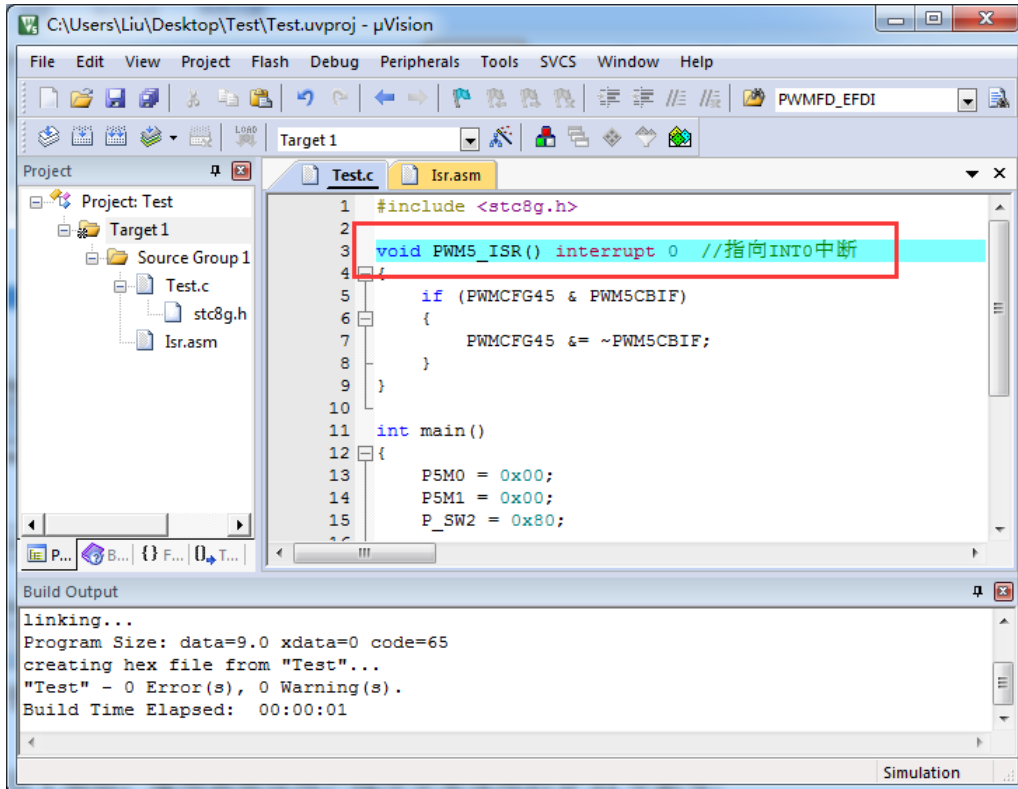 C:\Users\Liu\Desktop\Test\Test.uvproj - µVision
File Edit View Project Flash Debug Peripherals Tools SVCS Window Help
PWMFD_EFDI
LOAD Target 1
Project
Test.c Isr.asm
Project: Test
Target 1
Source Group 1
Test.c
stc8g.h
Isr.asm
1 #include <stc8g.h>
2
3 void PWM5_ISR() interrupt 0 //指向INT0中断
4 {
5 if (PWMCFG45 & PWM5CBIF)
6 {
7 PWMCFG45 &= ~PWM5CBIF;
8 }
9 }
10
11 int main()
12 {
13 P5M0 = 0x00;
14 P5M1 = 0x00;
15 P_SW2 = 0x80;
P... B... {} F... 0 T...
Build Output
linking...
Program Size: data=9.0 xdata=0 code=65
creating hex file from "Test"...
"Test" - 0 Error(s), 0 Warning(s).
Build Time Elapsed: 00:00:01
Simulation